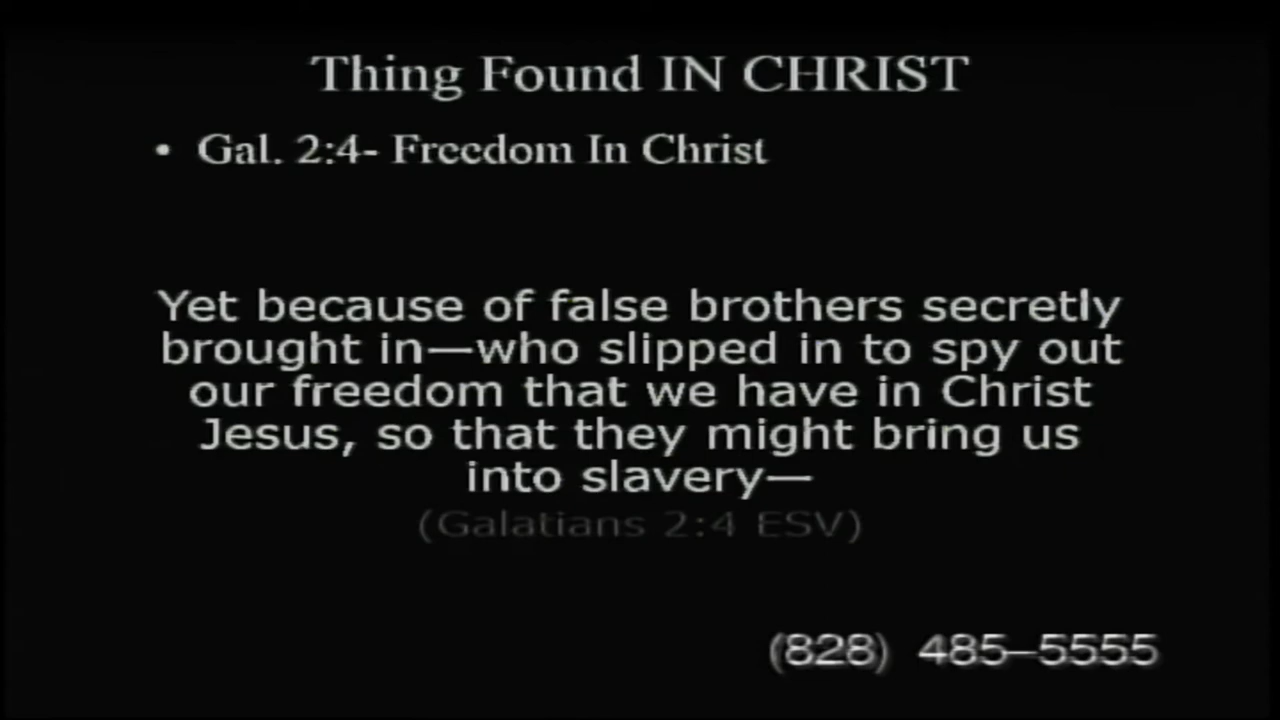 Thing Found IN CHRIST
• Gal. 2:4- Freedom In Christ
Yet because of false brothers secretly
brought in—who slipped in to spy out
our freedom that we have in Christ
Jesus, so that they might bring us
into slavery—
(Galatians 2:4 ESV)
(828) 485–5555